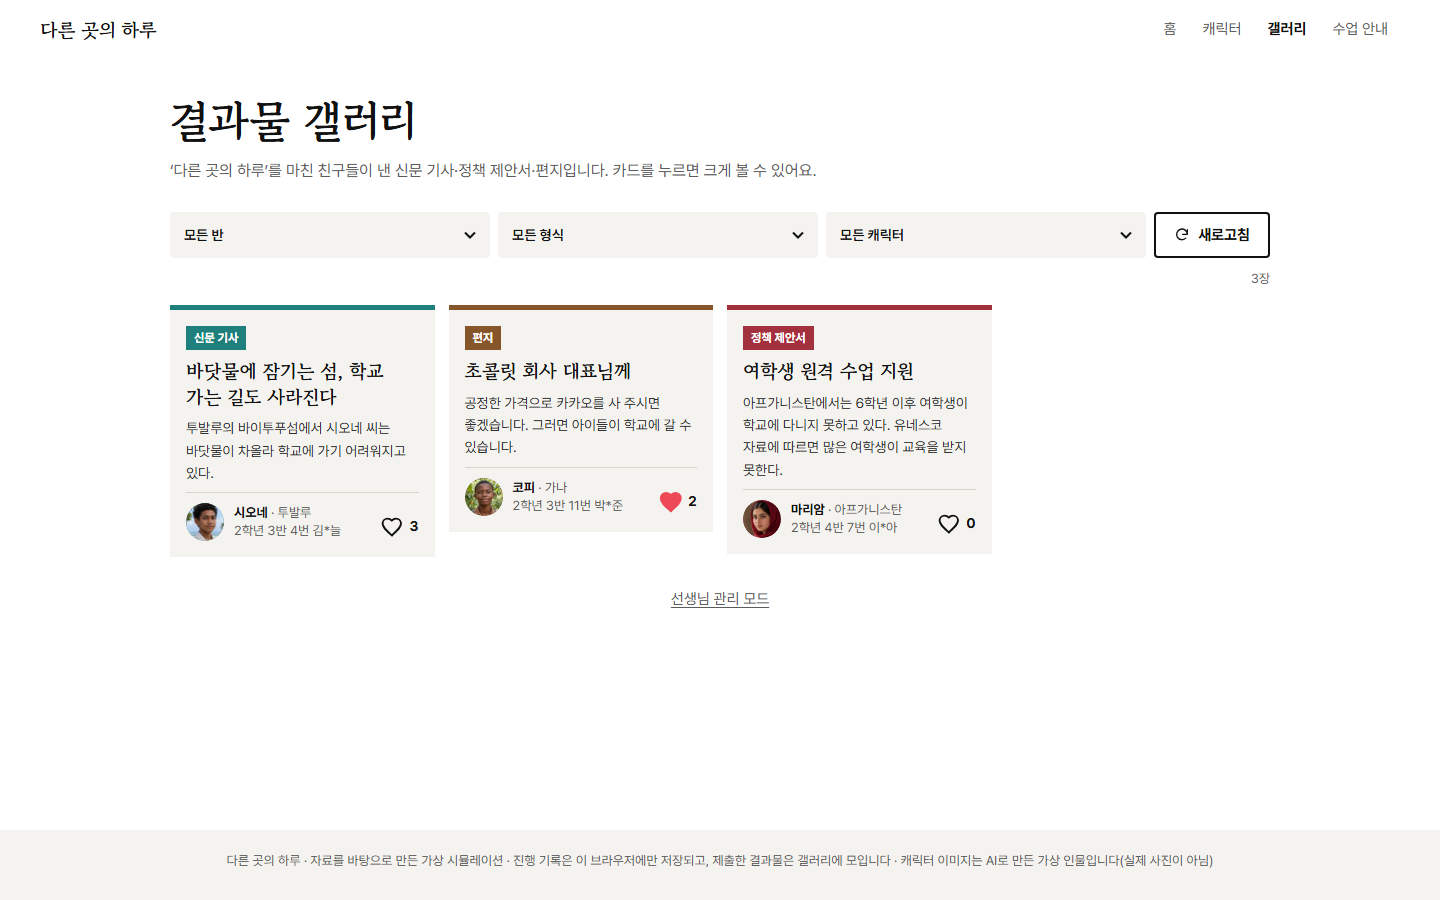 다른 곳의 하루
홈 캐릭터 갤러리 수업 안내
결과물 갤러리
‘다른 곳의 하루’를 마친 친구들이 낸 신문 기사·정책 제안서·편지입니다. 카드를 누르면 크게 볼 수 있어요.
모든 반
모든 형식
모든 캐릭터
새로고침
3장
신문 기사
바닷물에 잠기는 섬, 학교
가는 길도 사라진다
투발루의 바이투푸섬에서 시오네 씨는
바닷물이 차올라 학교에 가기 어려워지고
있다.
시오네 · 투발루
2학년 3반 4번 김*늘
3
편지
초콜릿 회사 대표님께
공정한 가격으로 카카오를 사 주시면
좋겠습니다. 그러면 아이들이 학교에 갈 수
있습니다.
코피 · 가나
2학년 3반 11번 박*준
2
정책 제안서
여학생 원격 수업 지원
아프가니스탄에서는 6학년 이후 여학생이
학교에 다니지 못하고 있다. 유네스코
자료에 따르면 많은 여학생이 교육을 받지
못한다.
마리암 · 아프가니스탄
2학년 4반 7번 이*아
0
선생님 관리 모드
다른 곳의 하루 · 자료를 바탕으로 만든 가상 시뮬레이션 · 진행 기록은 이 브라우저에만 저장되고, 제출한 결과물은 갤러리에 모입니다 · 캐릭터 이미지는 AI로 만든 가상 인물입니다(실제 사진이 아님)